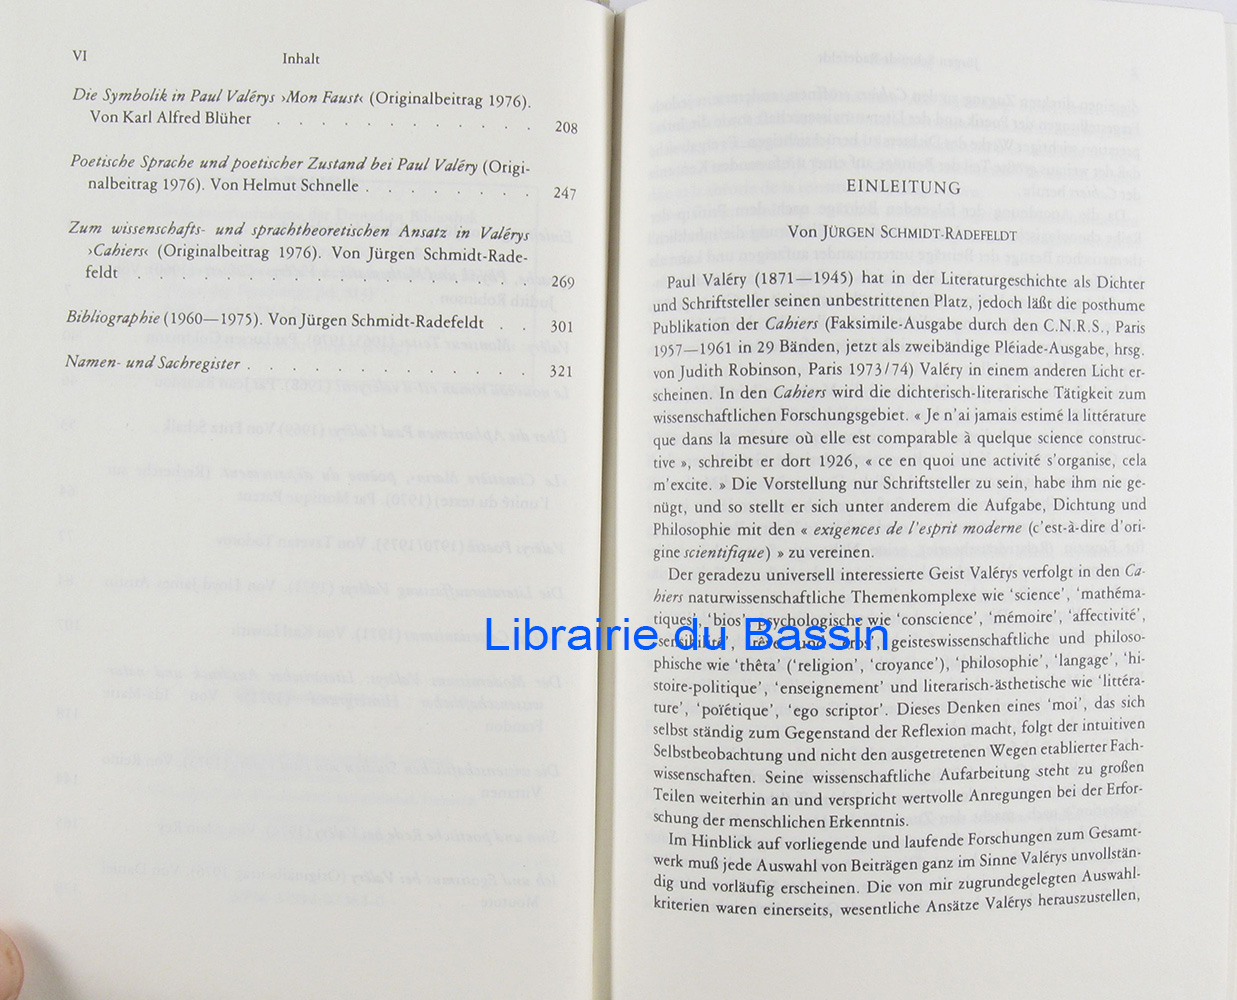 VI
Inhalt
Die Symbolik in Paul Valérys ›Mon Faust‹ (Originalbeitrag 1976).
Von Karl Alfred Blüher . . . . . . . . . . 208
Poetische Sprache und poetischer Zustand bei Paul Valéry (Origi-
nalbeitrag 1976). Von Helmut Schnelle . . . . . . . 247
Zum wissenschafts- und sprachtheoretischen Ansatz in Valérys
›Cahiers‹ (Originalbeitrag 1976). Von Jürgen Schmidt-Rade-
feldt . . . . . . . . . . . . . . . 269
Bibliographie (1960—1975). Von Jürgen Schmidt-Radefeldt . . 301
Namen- und Sachregister . . . . . . . . . . . 321
EINLEITUNG
Von Jürgen Schmidt-Radefeldt
Paul Valéry (1871—1945) hat in der Literaturgeschichte als Dichter
und Schriftsteller seinen unbestrittenen Platz, jedoch läßt die posthume
Publikation der Cahiers (Faksimile-Ausgabe durch den C.N.R.S., Paris
1957—1961 in 29 Bänden, jetzt als zweibändige Pléiade-Ausgabe, hrsg.
von Judith Robinson, Paris 1973/74) Valéry in einem anderen Licht er-
scheinen. In den Cahiers wird die dichterisch-literarische Tätigkeit zum
wissenschaftlichen Forschungsgebiet. « Je n'ai jamais estimé la littérature
que dans la mesure où elle est comparable à quelque science construc-
tive », schreibt er dort 1926, « ce en quoi une activité s'organise, cela
m'excite. » Die Vorstellung nur Schriftsteller zu sein, habe ihm nie ge-
nügt, und so stellt er sich unter anderem die Aufgabe, Dichtung und
Philosophie mit den « exigences de l'esprit moderne (c'est-à-dire d'ori-
gine scientifique) » zu vereinen.
Der geradezu universell interessierte Geist Valérys verfolgt in den Ca-
hiers naturwissenschaftliche Themenkomplexe wie 'science', 'mathéma-
tiques', 'bios', psychologische wie 'conscience', 'mémoire', 'affectivité',
'sensibilité', 'rêve' und 'eros', geisteswissenschaftliche und philoso-
phische wie 'thêta' ('religion', 'croyance'), 'philosophie', 'langage', 'hi-
stoire-politique', 'enseignement' und literarisch-ästhetische wie 'littéra-
ture', 'poïétique', 'ego scriptor'. Dieses Denken eines 'moi', das sich
selbst ständig zum Gegenstand der Reflexion macht, folgt der intuitiven
Selbstbeobachtung und nicht den ausgetretenen Wegen etablierter Fach-
wissenschaften. Seine wissenschaftliche Aufarbeitung steht zu großen
Teilen weiterhin an und verspricht wertvolle Anregungen bei der Erfor-
schung der menschlichen Erkenntnis.
Im Hinblick auf vorliegende und laufende Forschungen zum Gesamt-
werk muß jede Auswahl von Beiträgen ganz im Sinne Valérys unvollstän-
dig und vorläufig erscheinen. Die von mir zugrundegelegten Auswahl-
kriterien waren einerseits, wesentliche Ansätze Valérys herauszustellen,
Librairie du Bassin